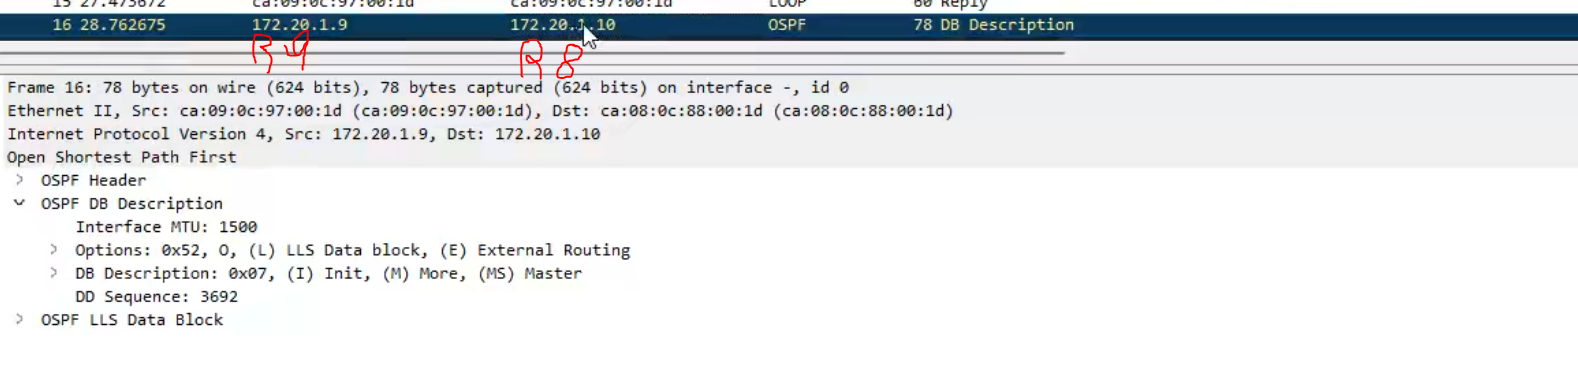 15 27.473672 ca:09:0c:97:00:1d ca:09:0c:97:00:1d LOOP 60 Reply
16 28.762675 172.20.1.9 172.20.1.10 OSPF 78 DB Description
R9 R8
Frame 16: 78 bytes on wire (624 bits), 78 bytes captured (624 bits) on interface -, id 0
Ethernet II, Src: ca:09:0c:97:00:1d (ca:09:0c:97:00:1d), Dst: ca:08:0c:88:00:1d (ca:08:0c:88:00:1d)
Internet Protocol Version 4, Src: 172.20.1.9, Dst: 172.20.1.10
Open Shortest Path First
> OSPF Header
v OSPF DB Description
Interface MTU: 1500
> Options: 0x52, O, (L) LLS Data block, (E) External Routing
> DB Description: 0x07, (I) Init, (M) More, (MS) Master
DD Sequence: 3692
> OSPF LLS Data Block